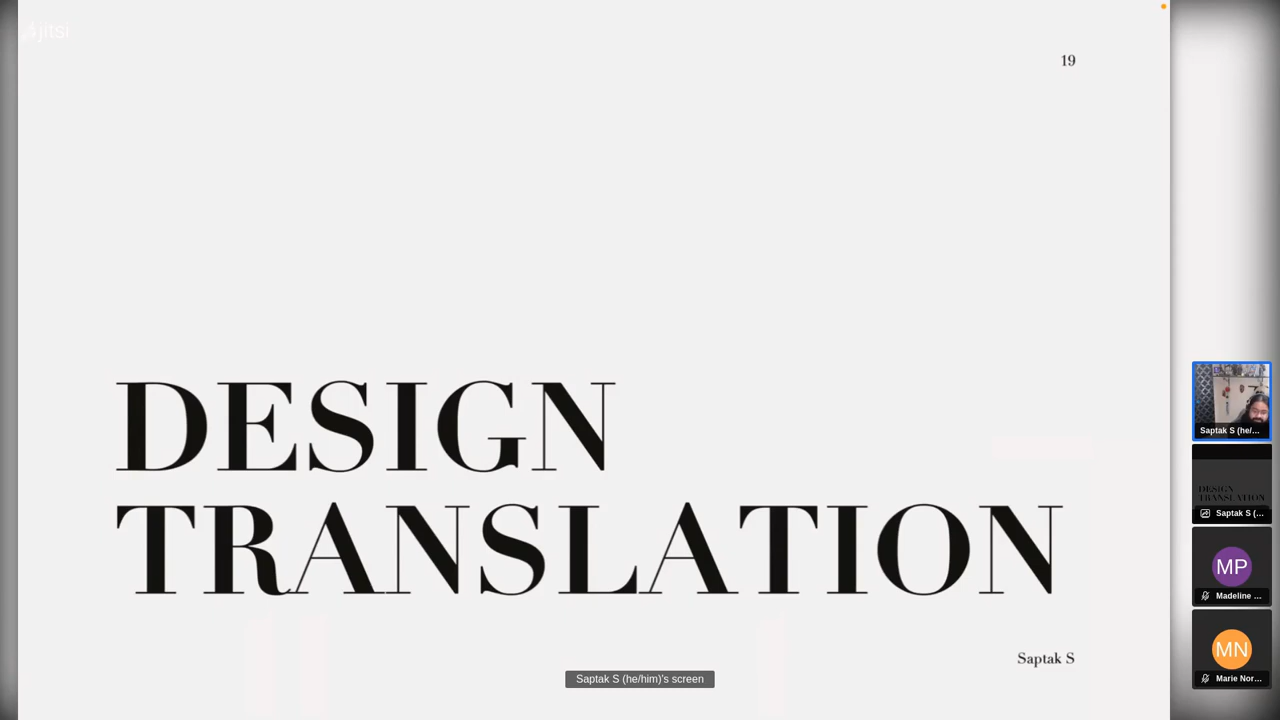 jitsi
19
DESIGN
TRANSLATION
Saptak S
Saptak S (he/him)'s screen
Saptak S (he/...
DESIGN
TRANSLATION
Saptak S (...
MP
Madeline ...
MN
Marie Nor...